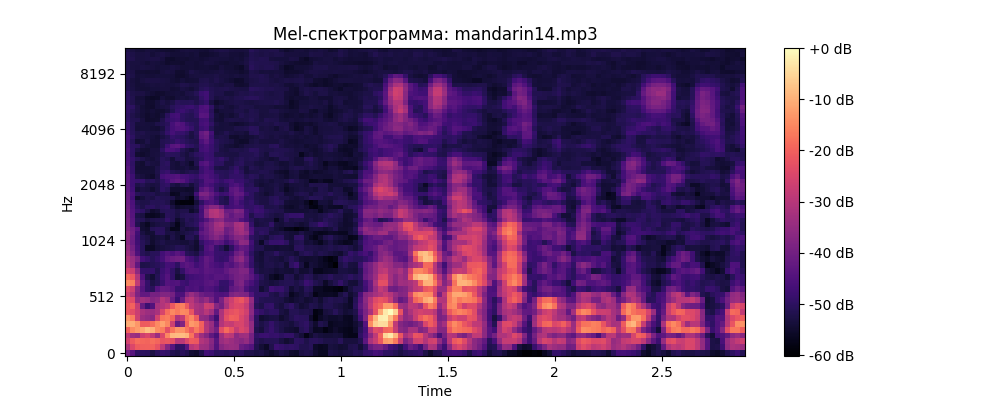 Mel-спектрограмма: mandarin14.mp3
8192
4096
2048
1024
512
0
Hz
0 0.5 1 1.5 2 2.5
Time
+0 dB
-10 dB
-20 dB
-30 dB
-40 dB
-50 dB
-60 dB